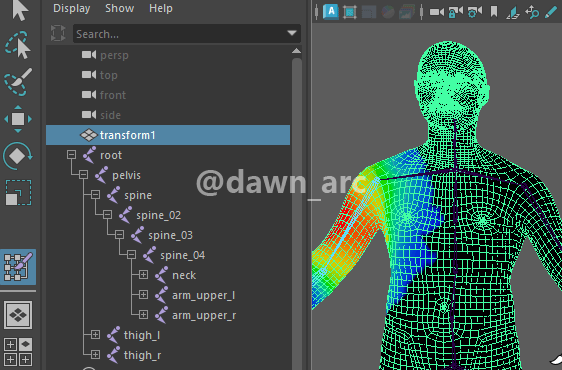 Display Show Help
Search...
persp
top
front
side
transform1
root
pelvis
spine
@dawn_arc
spine_02
spine_03
spine_04
neck
arm_upper_l
arm_upper_r
thigh_l
thigh_r